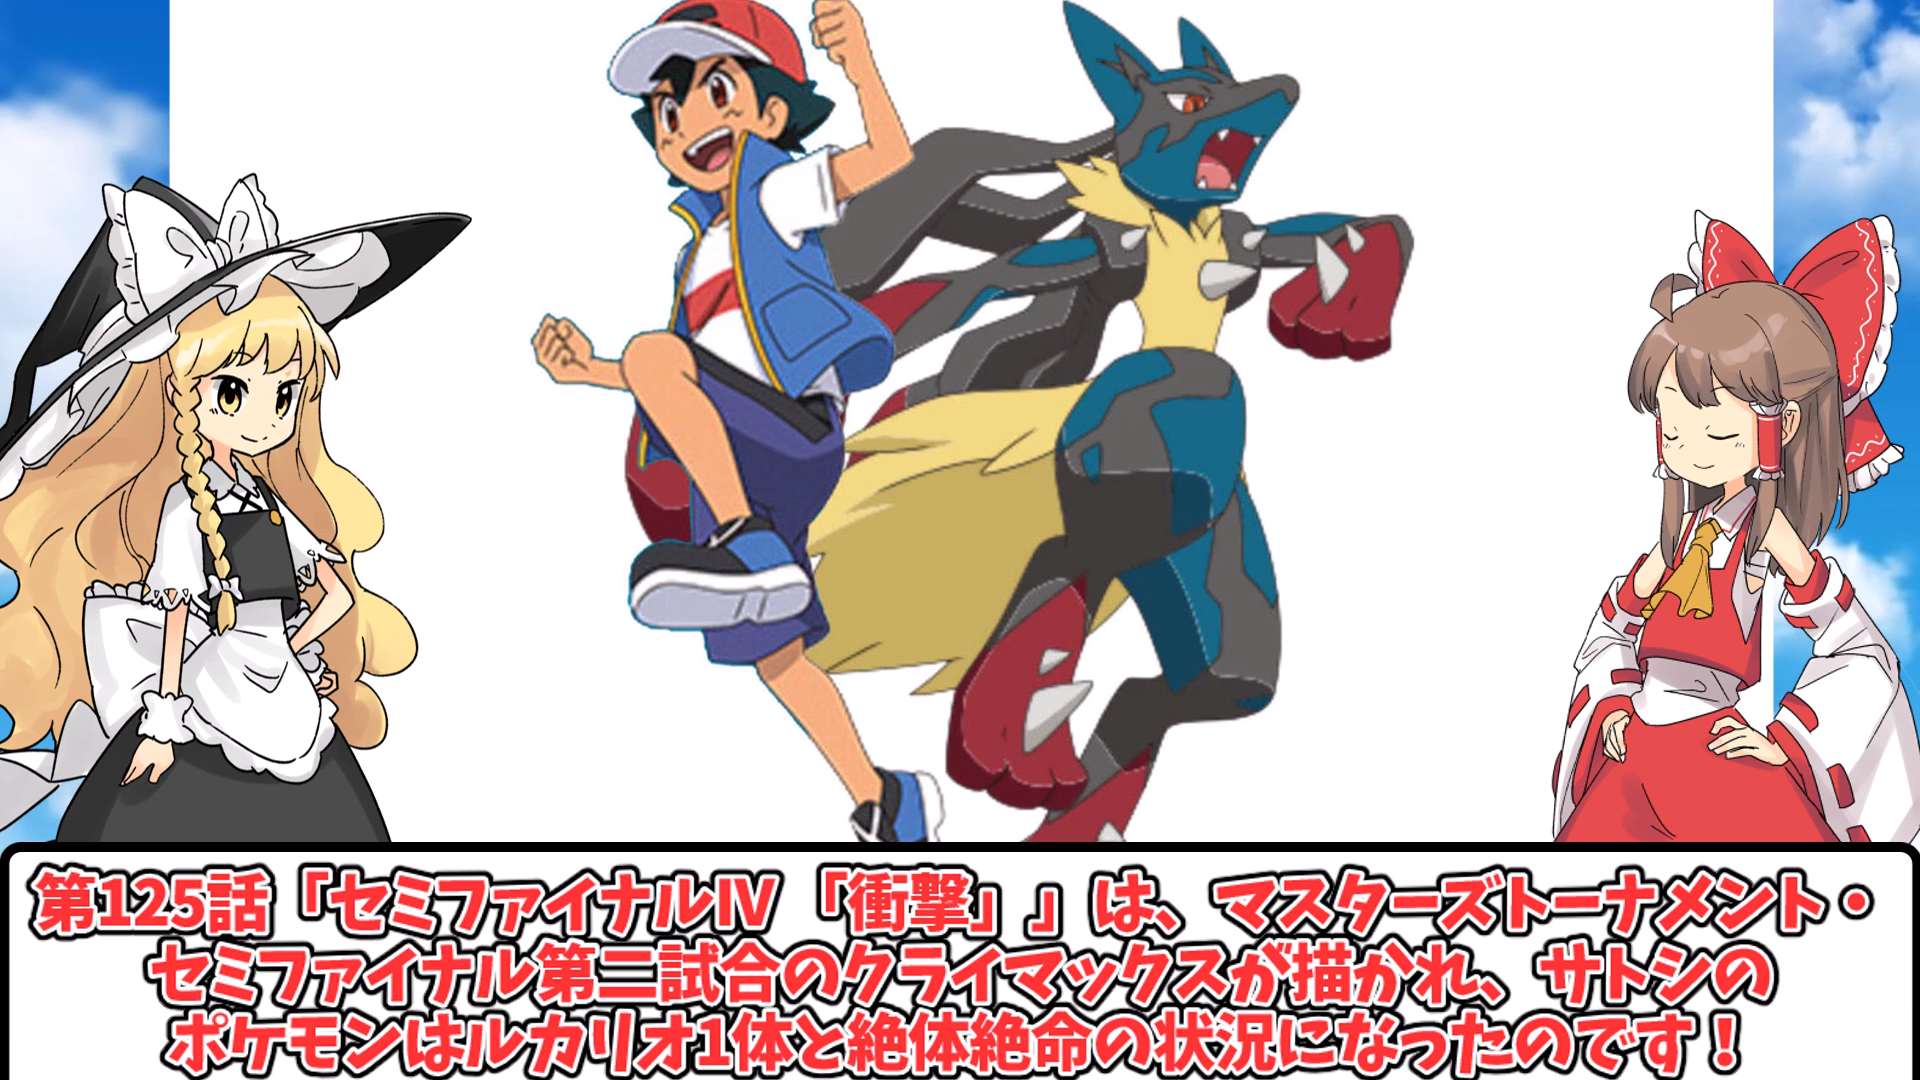 第125話「セミファイナルⅣ 「衝撃」」は、マスターズトーナメント・
セミファイナル第二試合のクライマックスが描かれ、サトシの
ポケモンはルカリオ1体と絶体絶命の状況になったのです！